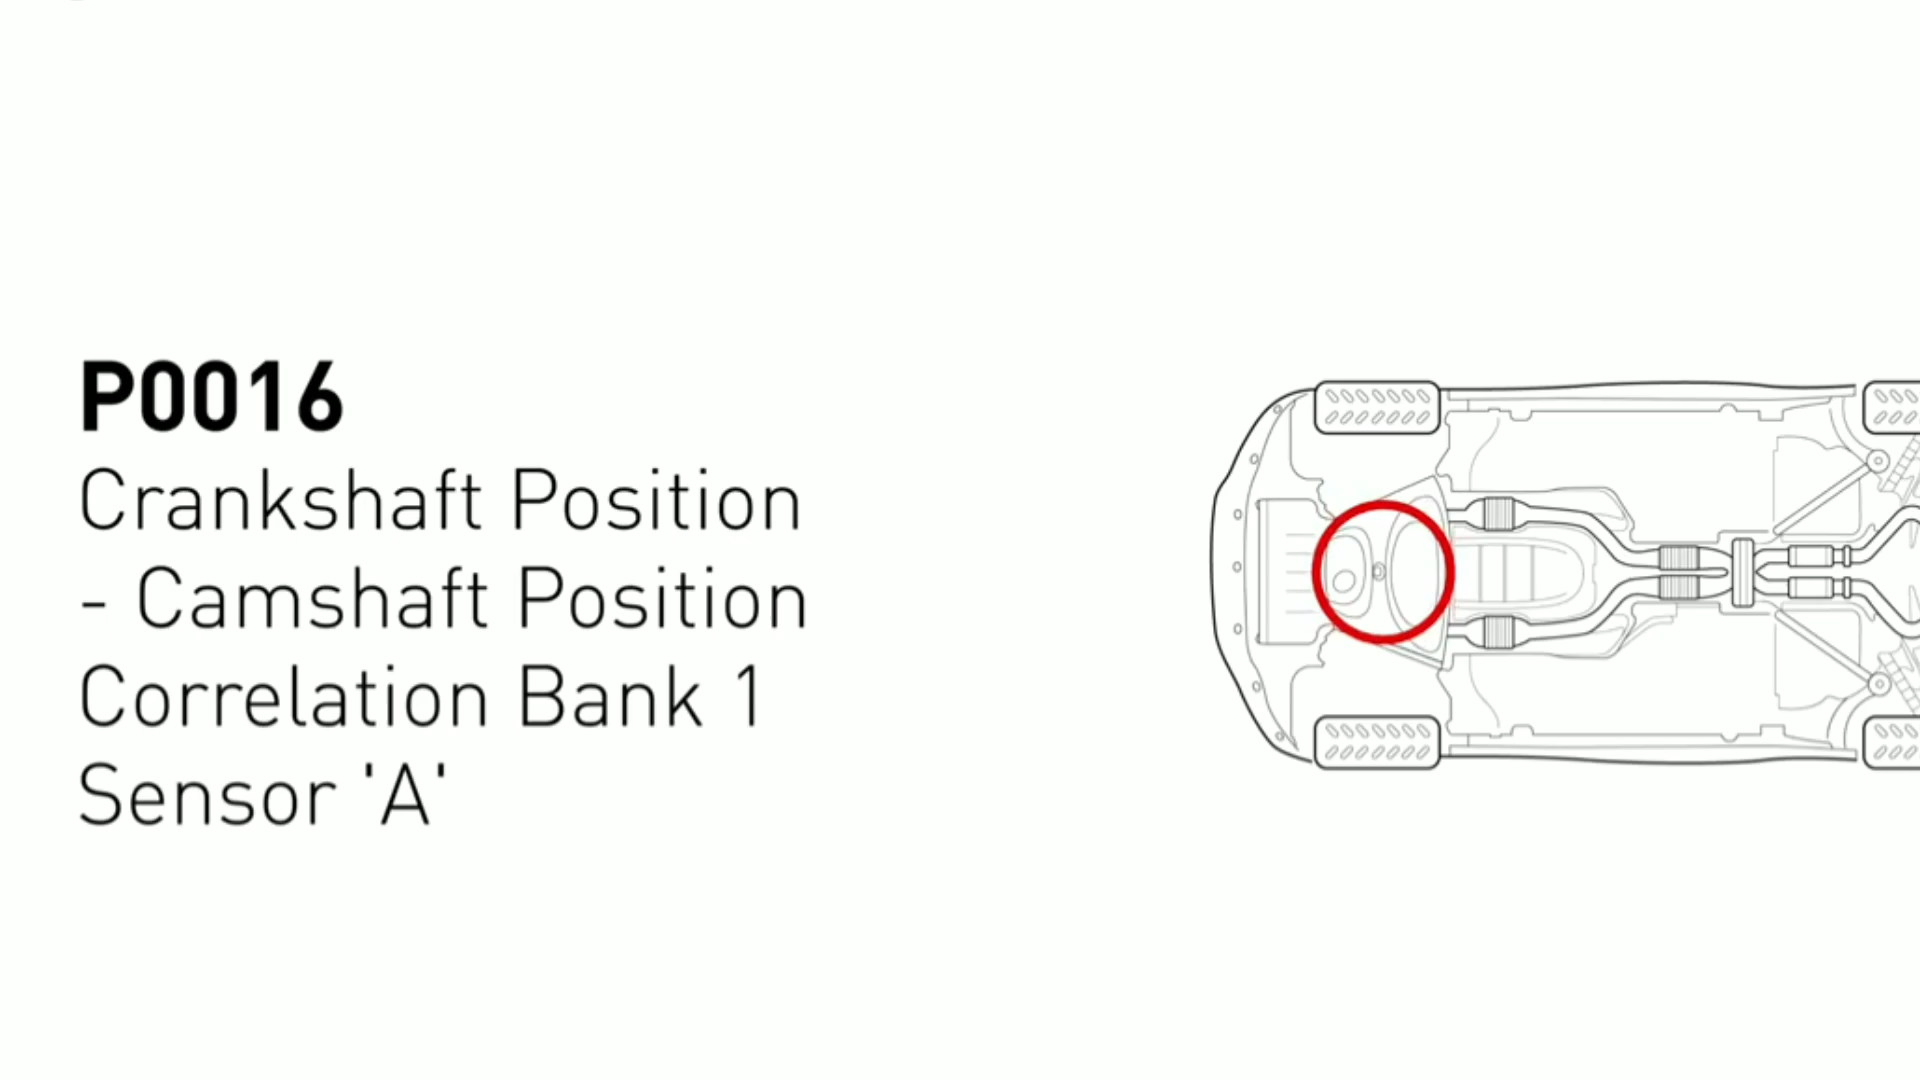 P0016
Crankshaft Position
- Camshaft Position
Correlation Bank 1
Sensor 'A'